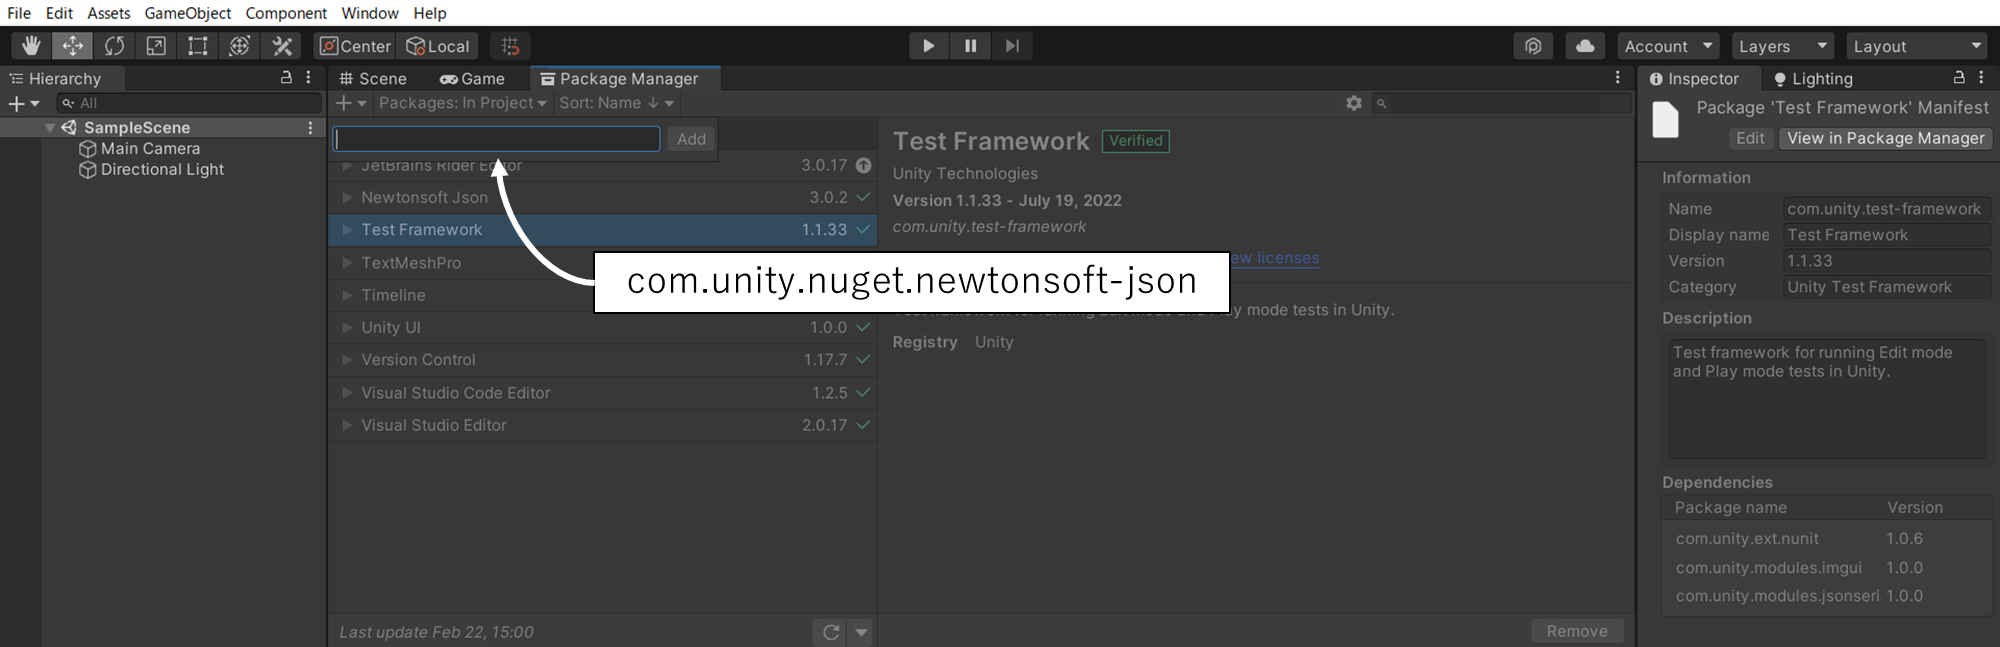 File Edit Assets GameObject Component Window Help
Center Local Account Layers Layout
Hierarchy
All
SampleScene
Main Camera
Directional Light
Scene Game Package Manager
Packages: In Project Sort: Name ↓
Add
JetBrains Rider Editor 3.0.17
Newtonsoft Json 3.0.2
Test Framework 1.1.33
TextMeshPro
Timeline
Unity UI 1.0.0
Version Control 1.17.7
Visual Studio Code Editor 1.2.5
Visual Studio Editor 2.0.17
Last update Feb 22, 15:00
com.unity.nuget.newtonsoft-json
Test Framework Verified
Unity Technologies
Version 1.1.33 - July 19, 2022
com.unity.test-framework
licenses
mode tests in Unity.
Registry Unity
Remove
Inspector Lighting
Package 'Test Framework' Manifest
Edit View in Package Manager
Information
Name com.unity.test-framework
Display name Test Framework
Version 1.1.33
Category Unity Test Framework
Description
Test framework for running Edit mode
and Play mode tests in Unity.
Dependencies
Package name Version
com.unity.ext.nunit 1.0.6
com.unity.modules.imgui 1.0.0
com.unity.modules.jsonseri 1.0.0